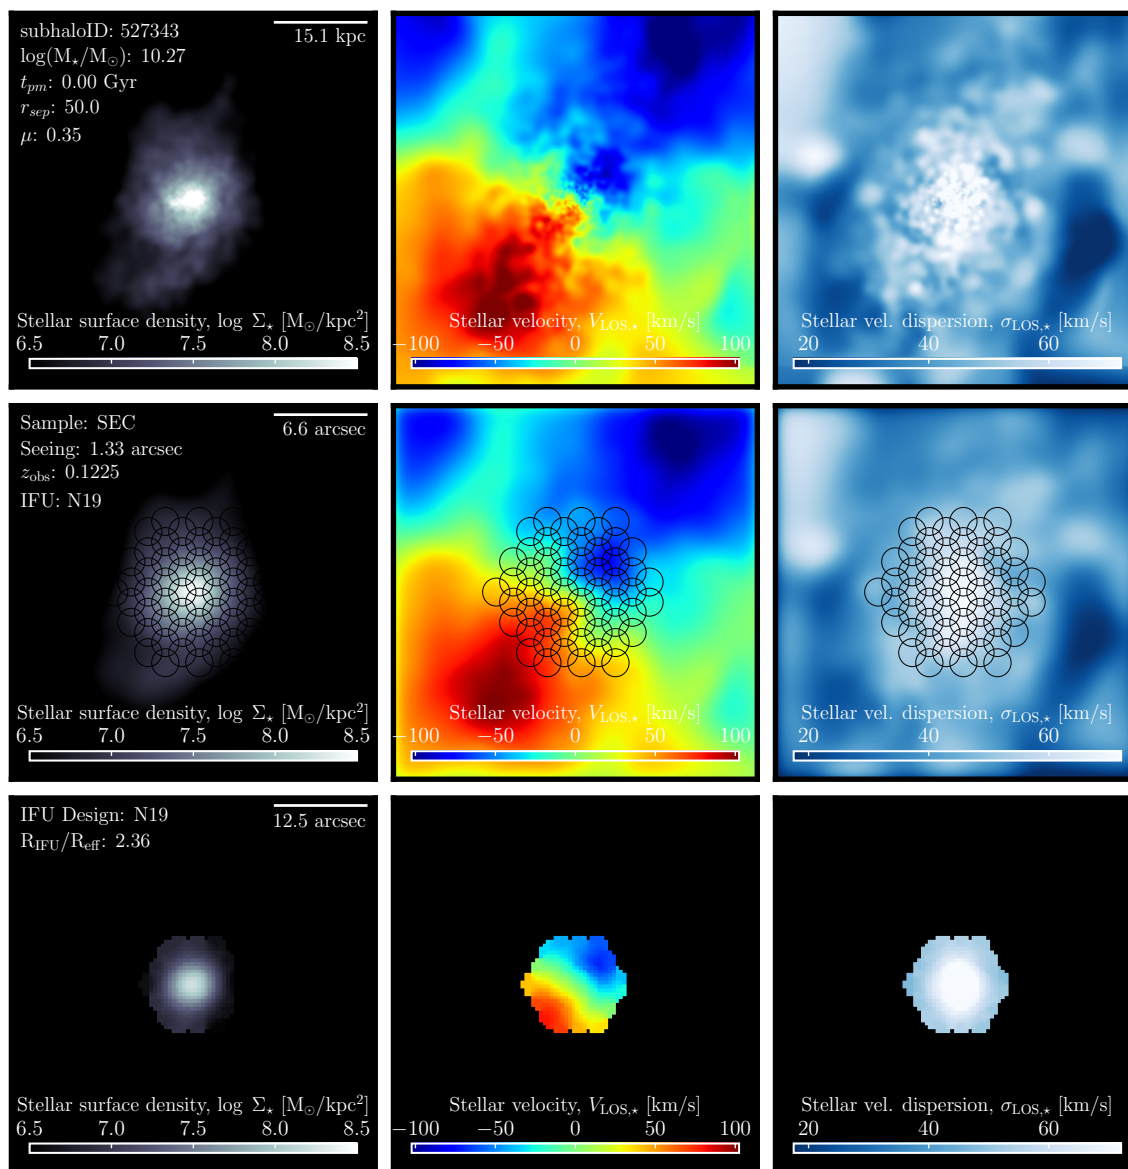 subhaloID: 527343
15.1 kpc
log(M⋆/M⊙): 10.27
t_pm: 0.00 Gyr
r_sep: 50.0
μ: 0.35
Stellar surface density, log Σ⋆ [M⊙/kpc²]
6.5 7.0 7.5 8.0 8.5
Stellar velocity, V_LOS,⋆ [km/s]
−100 −50 0 50 100
Stellar vel. dispersion, σ_LOS,⋆ [km/s]
20 40 60
Sample: SEC
6.6 arcsec
Seeing: 1.33 arcsec
z_obs: 0.1225
IFU: N19
Stellar surface density, log Σ⋆ [M⊙/kpc²]
6.5 7.0 7.5 8.0 8.5
Stellar velocity, V_LOS,⋆ [km/s]
−100 −50 0 50 100
Stellar vel. dispersion, σ_LOS,⋆ [km/s]
20 40 60
IFU Design: N19
12.5 arcsec
R_IFU/R_eff: 2.36
Stellar surface density, log Σ⋆ [M⊙/kpc²]
6.5 7.0 7.5 8.0 8.5
Stellar velocity, V_LOS,⋆ [km/s]
−100 −50 0 50 100
Stellar vel. dispersion, σ_LOS,⋆ [km/s]
20 40 60